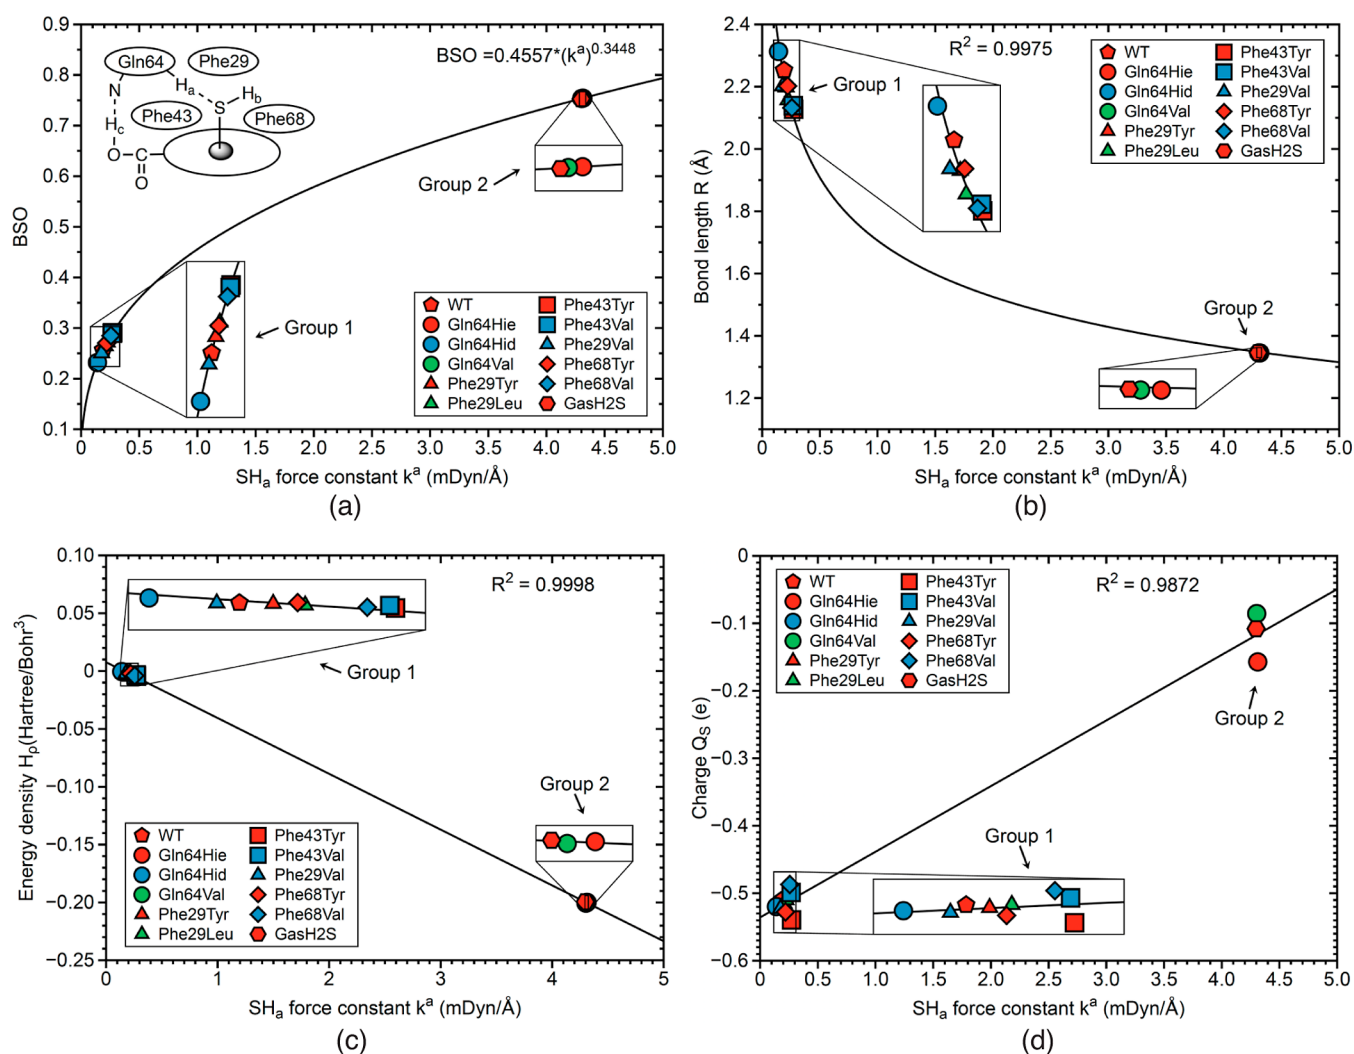 (a)
BSO =0.4557*(kᵃ)^0.3448
Gln64
Phe29
N
Hₐ
S
H_b
Phe43
Phe68
H_c
O
C
O
Group 2
Group 1
WT
Gln64Hie
Gln64Hid
Gln64Val
Phe29Tyr
Phe29Leu
Phe43Tyr
Phe43Val
Phe29Val
Phe68Tyr
Phe68Val
GasH2S
BSO
0.9
0.8
0.7
0.6
0.5
0.4
0.3
0.2
0.1
0 0.5 1.0 1.5 2.0 2.5 3.0 3.5 4.0 4.5 5.0
SHₐ force constant kᵃ (mDyn/Å)
(a)
(b)
R² = 0.9975
Group 1
WT
Gln64Hie
Gln64Hid
Gln64Val
Phe29Tyr
Phe29Leu
Phe43Tyr
Phe43Val
Phe29Val
Phe68Tyr
Phe68Val
GasH2S
Group 2
Bond length R (Å)
2.4
2.2
2.0
1.8
1.6
1.4
1.2
0 0.5 1.0 1.5 2.0 2.5 3.0 3.5 4.0 4.5 5.0
SHₐ force constant kᵃ (mDyn/Å)
(b)
R² = 0.9998
Group 1
Group 2
WT
Gln64Hie
Gln64Hid
Gln64Val
Phe29Tyr
Phe29Leu
Phe43Tyr
Phe43Val
Phe29Val
Phe68Tyr
Phe68Val
GasH2S
Energy density Hᵨ(Hartree/Bohr³)
0.10
0.05
0
−0.05
−0.10
−0.15
−0.20
−0.25
0 1 2 3 4 5
SHₐ force constant kᵃ (mDyn/Å)
(c)
(d)
R² = 0.9872
WT
Gln64Hie
Gln64Hid
Gln64Val
Phe29Tyr
Phe29Leu
Phe43Tyr
Phe43Val
Phe29Val
Phe68Tyr
Phe68Val
GasH2S
Group 2
Group 1
Charge Q_S (e)
0
−0.1
−0.2
−0.3
−0.4
−0.5
−0.6
0 0.5 1.0 1.5 2.0 2.5 3.0 3.5 4.0 4.5 5.0
SHₐ force constant kᵃ (mDyn/Å)
(d)